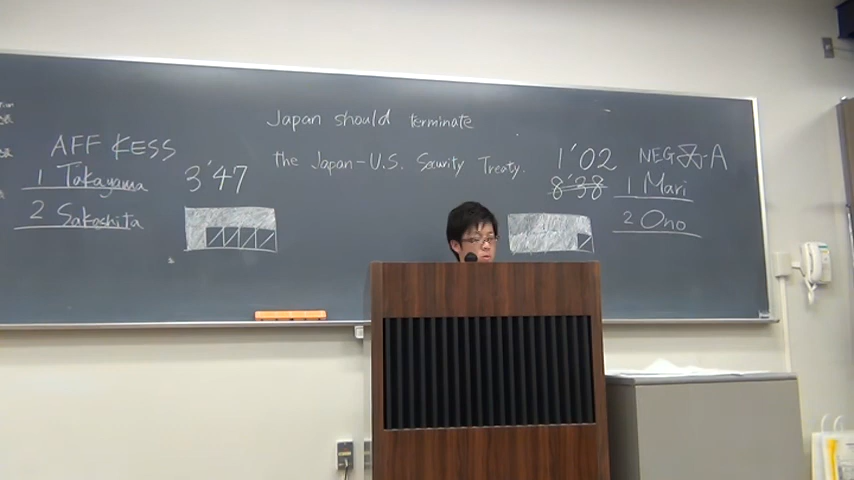 AFF KESS
1 Takayama
2 Sakashita
3'47
Japan should terminate
the Japan-U.S. Security Treaty.
1'02
8'38
NEG
A
1 Mari
2 Ono